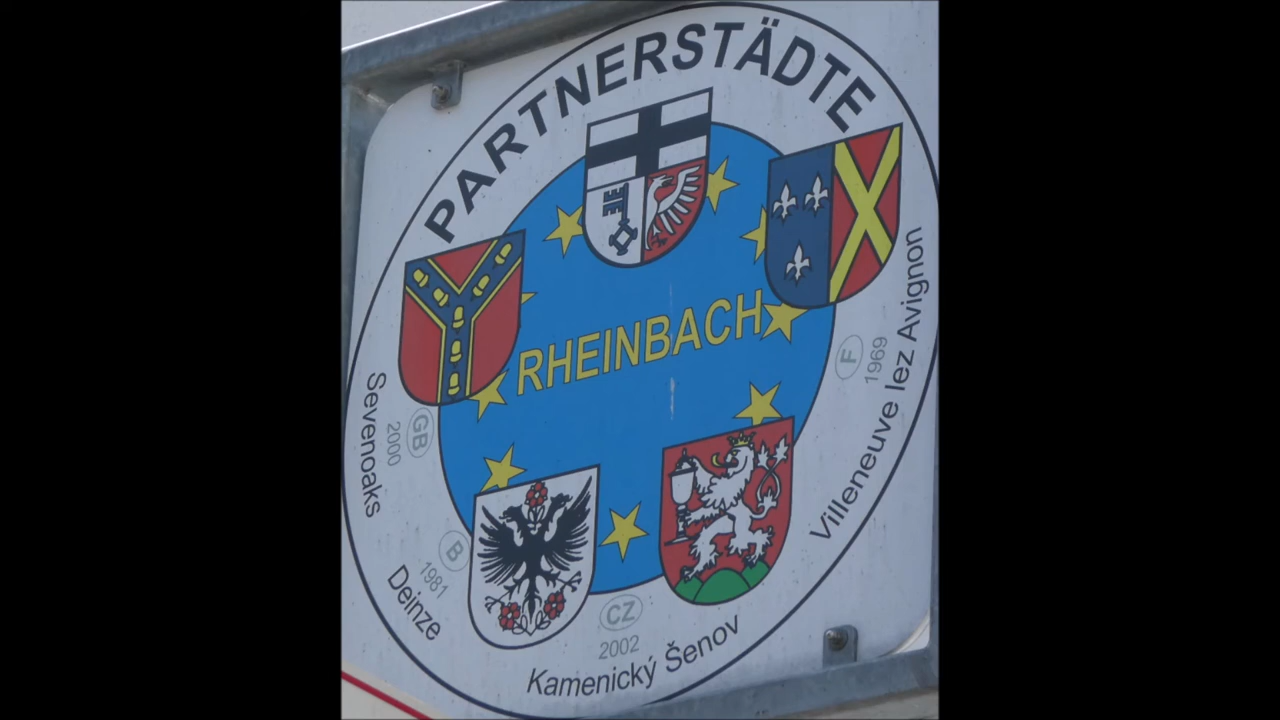 PARTNERSTÄDTE
RHEINBACH
F
1969
Villeneuve lez Avignon
GB
2000
Sevenoaks
B
1981
Deinze
CZ
2002
Kamenický Šenov